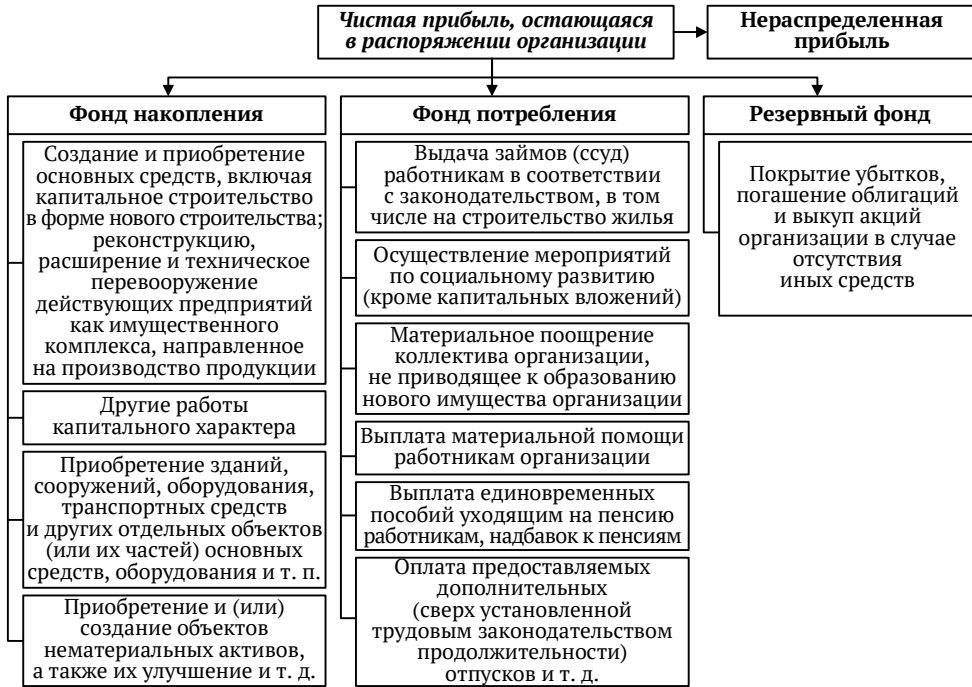 Чистая прибыль, остающаяся
в распоряжении организации
Нераспределенная
прибыль
Фонд накопления
Создание и приобретение
основных средств, включая
капитальное строительство
в форме нового строительства;
реконструкцию,
расширение и техническое
перевооружение
действующих предприятий
как имущественного
комплекса, направленное
на производство продукции
Другие работы
капитального характера
Приобретение зданий,
сооружений, оборудования,
транспортных средств
и других отдельных объектов
(или их частей) основных
средств, оборудования и т. п.
Приобретение и (или)
создание объектов
нематериальных активов,
а также их улучшение и т. д.
Фонд потребления
Выдача займов (ссуд)
работникам в соответствии
с законодательством, в том
числе на строительство жилья
Осуществление мероприятий
по социальному развитию
(кроме капитальных вложений)
Материальное поощрение
коллектива организации,
не приводящее к образованию
нового имущества организации
Выплата материальной помощи
работникам организации
Выплата единовременных
пособий уходящим на пенсию
работникам, надбавок к пенсиям
Оплата предоставляемых
дополнительных
(сверх установленной
трудовым законодательством
продолжительности)
отпусков и т. д.
Резервный фонд
Покрытие убытков,
погашение облигаций
и выкуп акций
организации в случае
отсутствия
иных средств